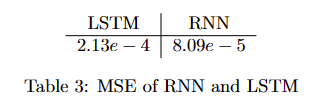 LSTM RNN
2.13e − 4 8.09e − 5
Table 3: MSE of RNN and LSTM